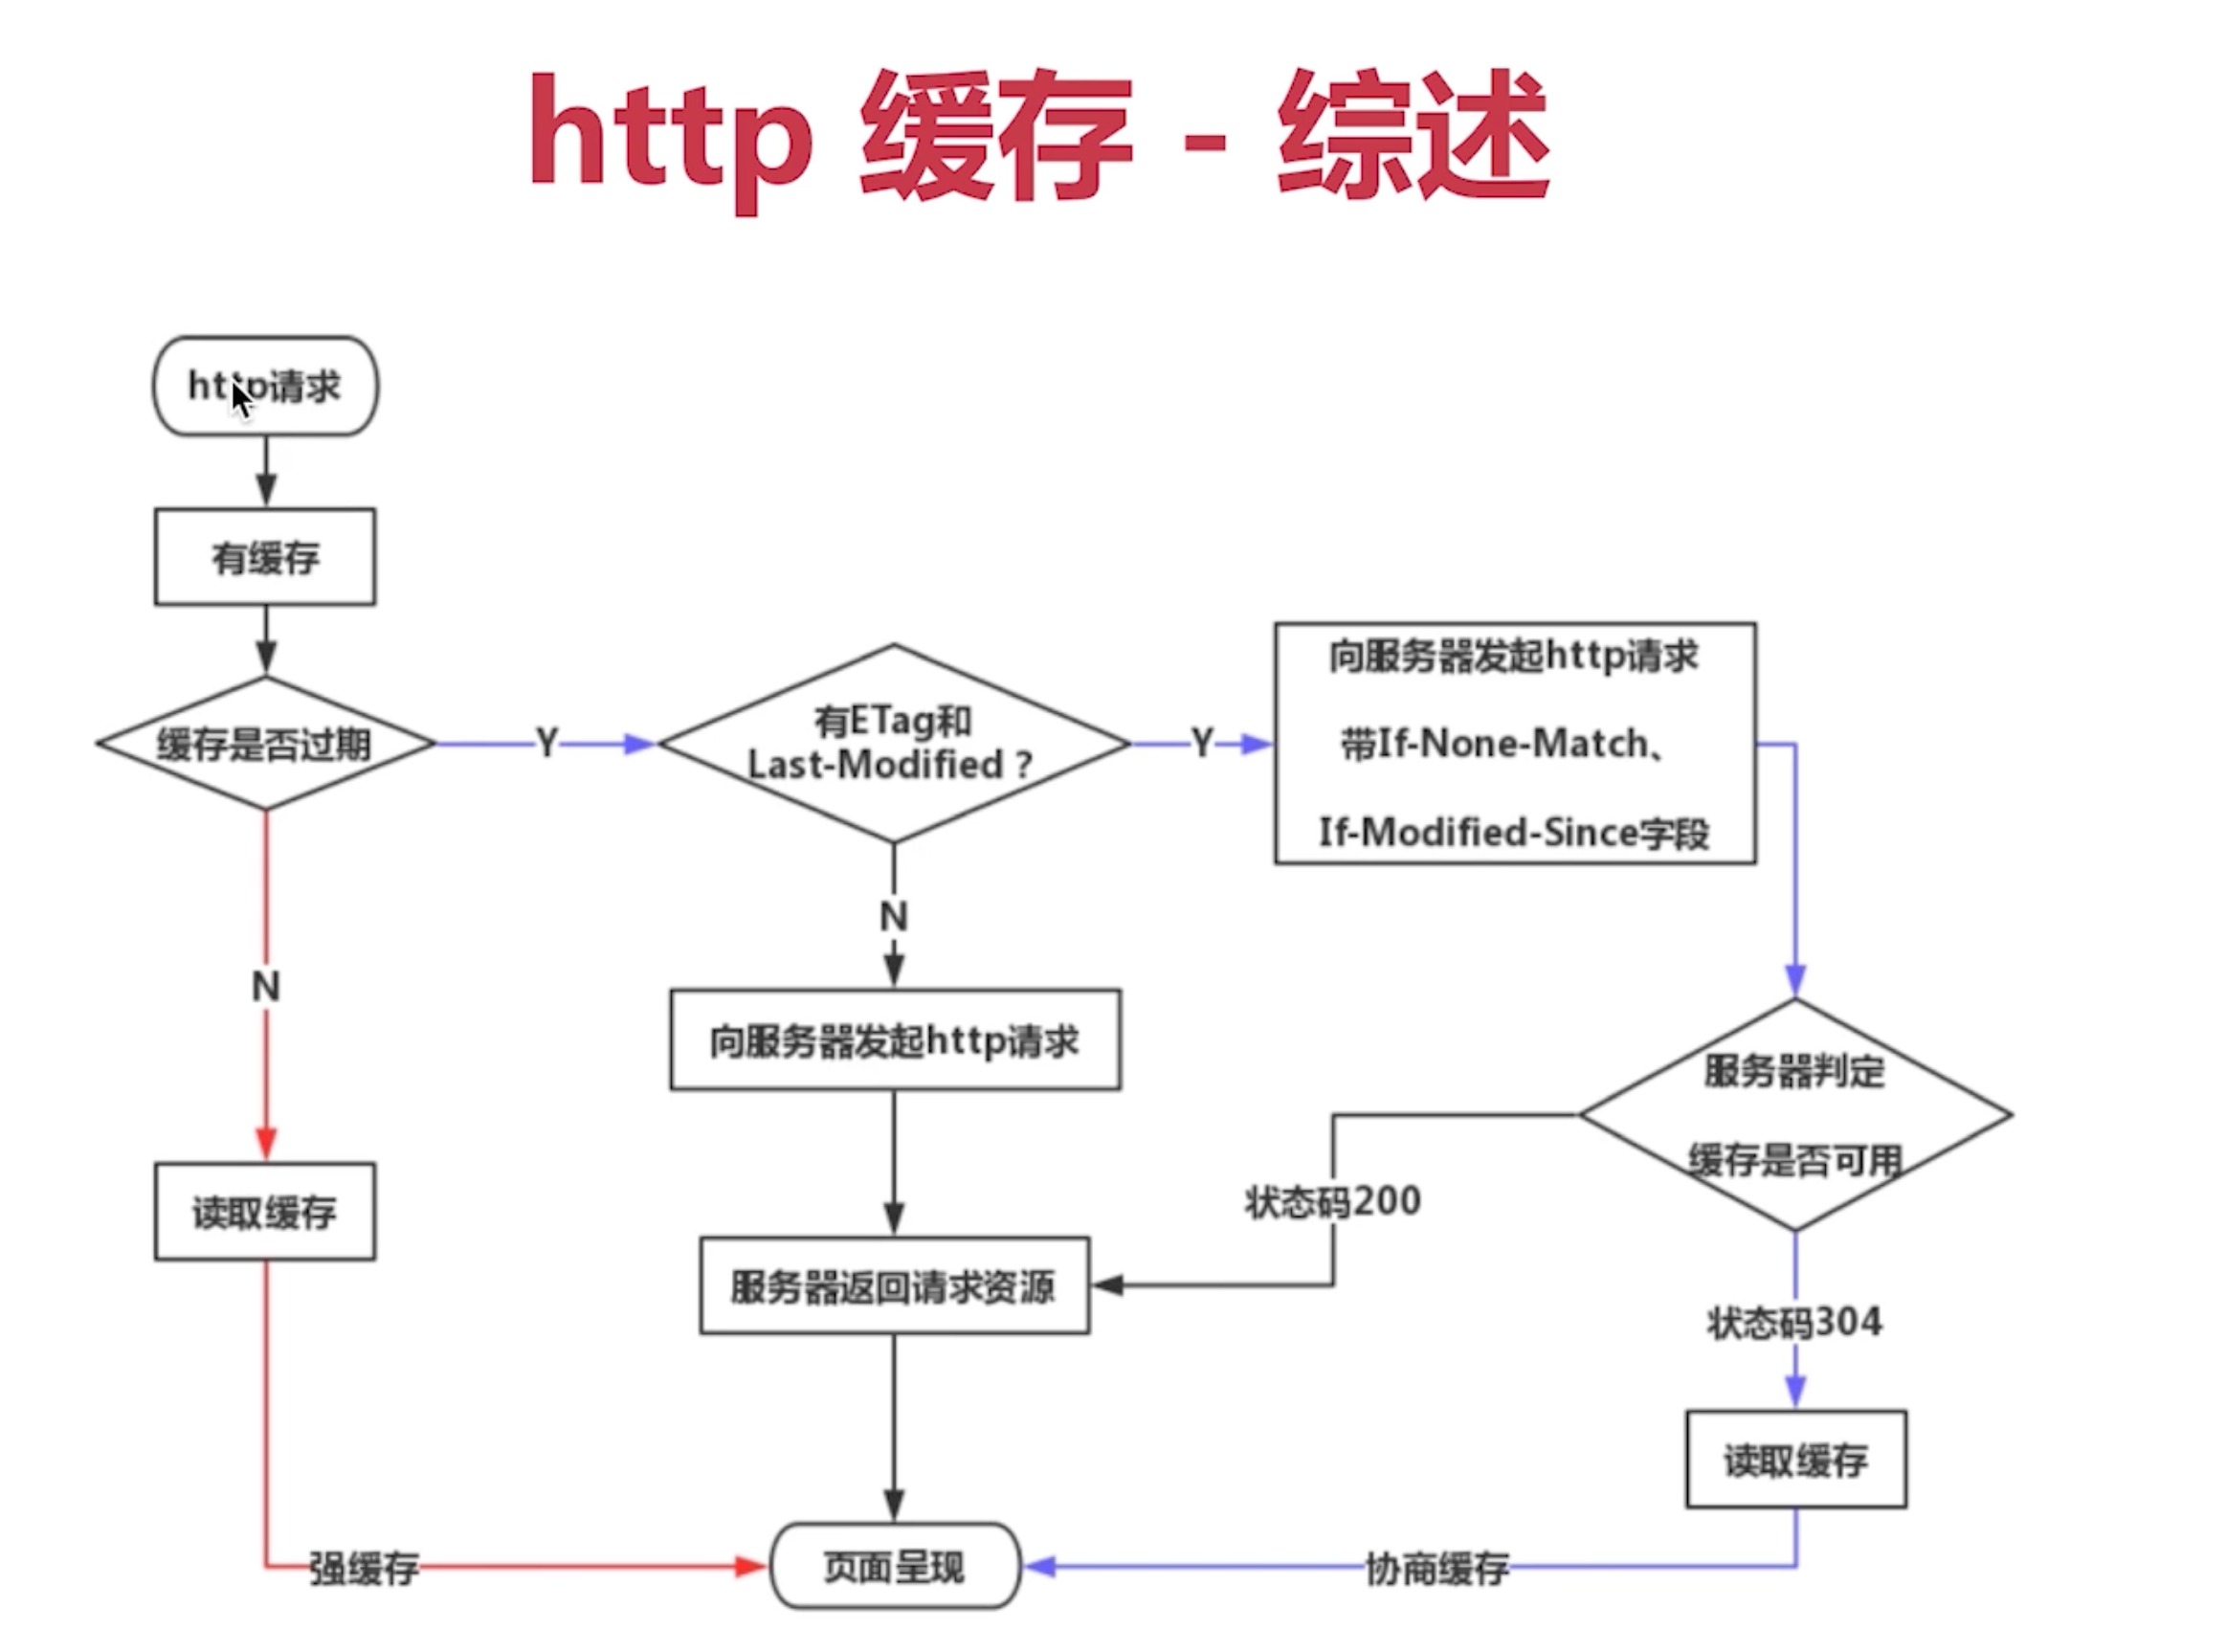 http 缓存 - 综述
http请求
有缓存
缓存是否过期
Y
有ETag和
Last-Modified ?
Y
向服务器发起http请求
带If-None-Match、
If-Modified-Since字段
N
N
向服务器发起http请求
服务器判定
缓存是否可用
状态码200
读取缓存
服务器返回请求资源
状态码304
读取缓存
强缓存
页面呈现
协商缓存